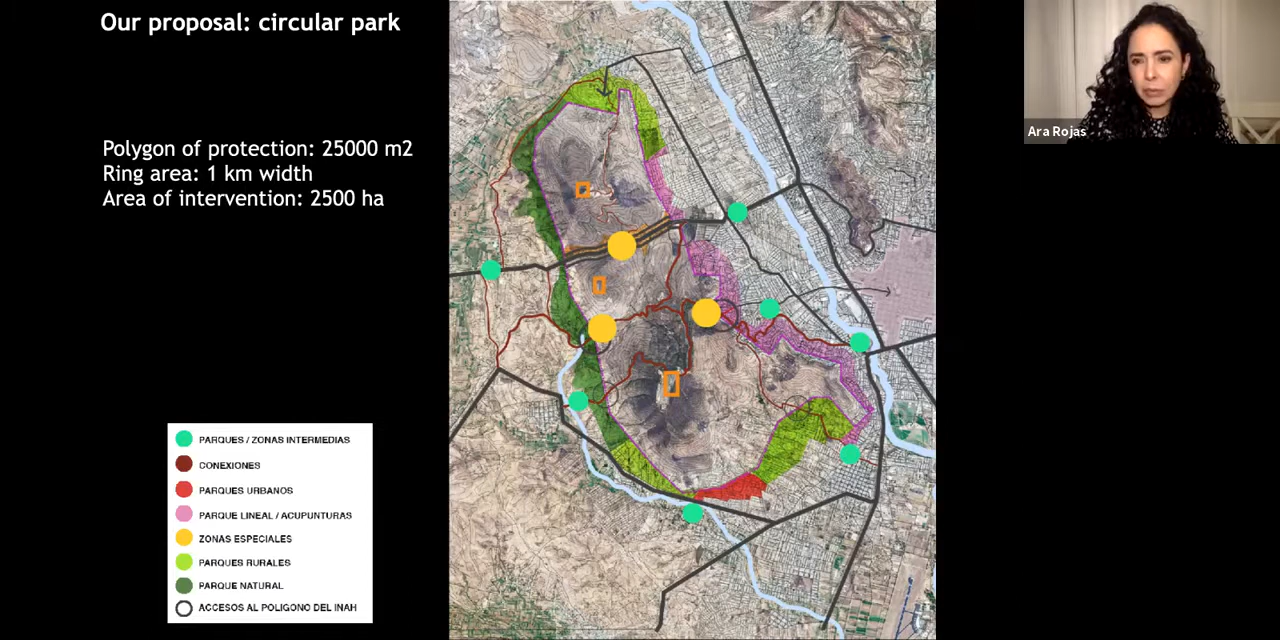 Our proposal: circular park
Polygon of protection: 25000 m2
Ring area: 1 km width
Area of intervention: 2500 ha
Ara Rojas
PARQUES / ZONAS INTERMEDIAS
CONEXIONES
PARQUES URBANOS
PARQUE LINEAL / ACUPUNTURAS
ZONAS ESPECIALES
PARQUES RURALES
PARQUE NATURAL
ACCESOS AL POLIGONO DEL INAH